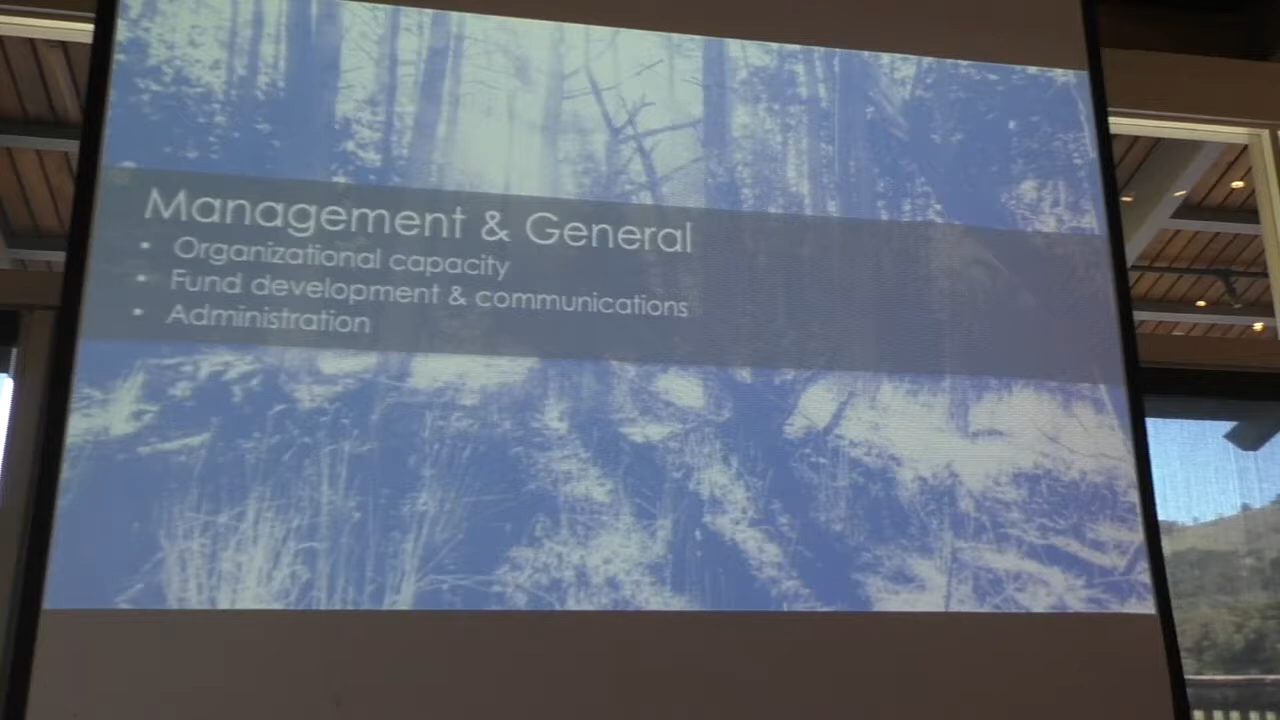 Management & General
• Organizational capacity
• Fund development & communications
• Administration